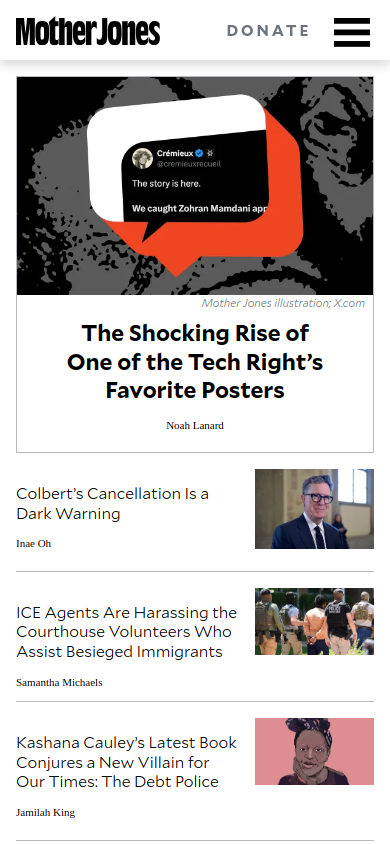 Mother Jones
DONATE
Crémieux
@cremieuxrecueil
The story is here.
We caught Zohran Mamdani app
Mother Jones illustration; X.com
The Shocking Rise of
One of the Tech Right's
Favorite Posters
Noah Lanard
Colbert's Cancellation Is a
Dark Warning
Inae Oh
ICE Agents Are Harassing the
Courthouse Volunteers Who
Assist Besieged Immigrants
Samantha Michaels
Kashana Cauley's Latest Book
Conjures a New Villain for
Our Times: The Debt Police
Jamilah King